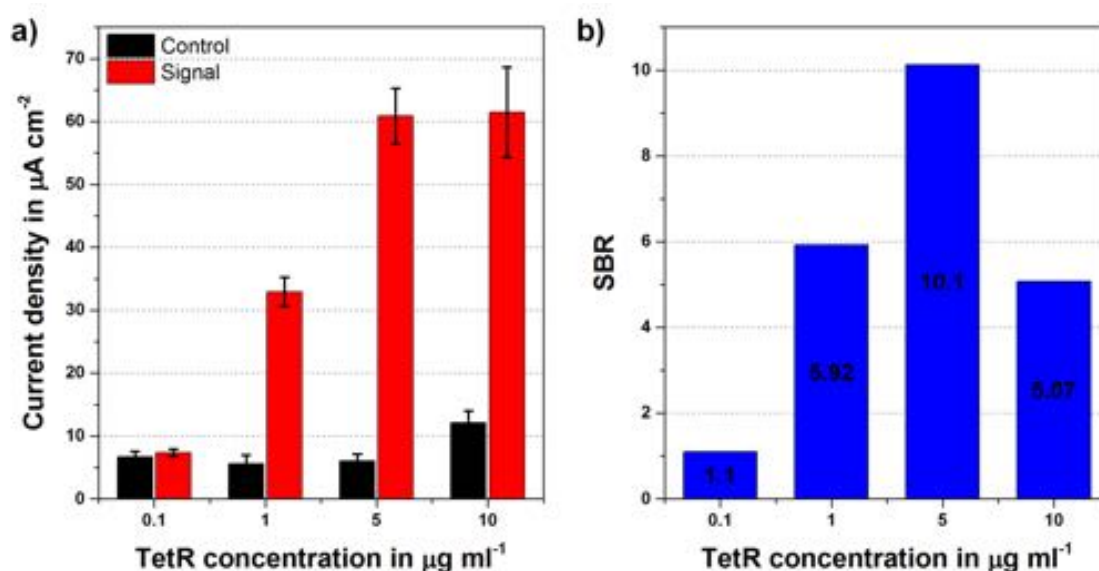 a)
Control
Signal
70
60
50
40
30
20
10
0
Current density in µA cm-2
0.1 1 5 10
TetR concentration in µg ml-1
b)
10
8
6
4
2
0
SBR
1.1
5.92
10.1
5.07
0.1 1 5 10
TetR concentration in µg ml-1